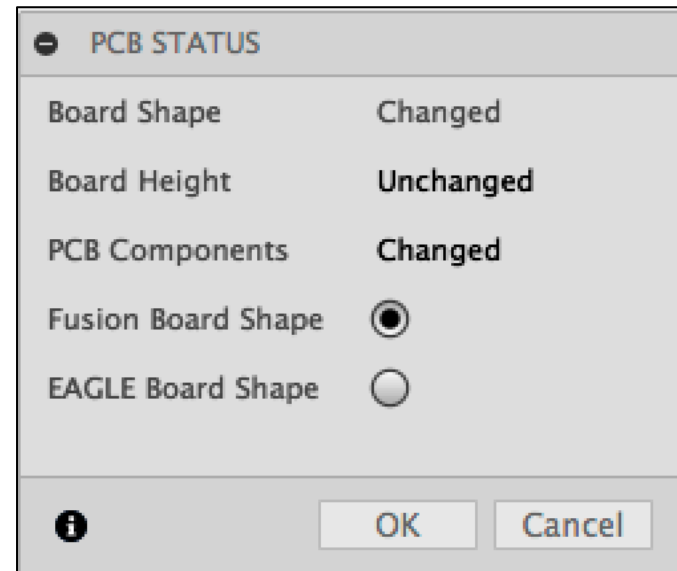 PCB STATUS
Board Shape Changed
Board Height Unchanged
PCB Components Changed
Fusion Board Shape
EAGLE Board Shape
OK Cancel